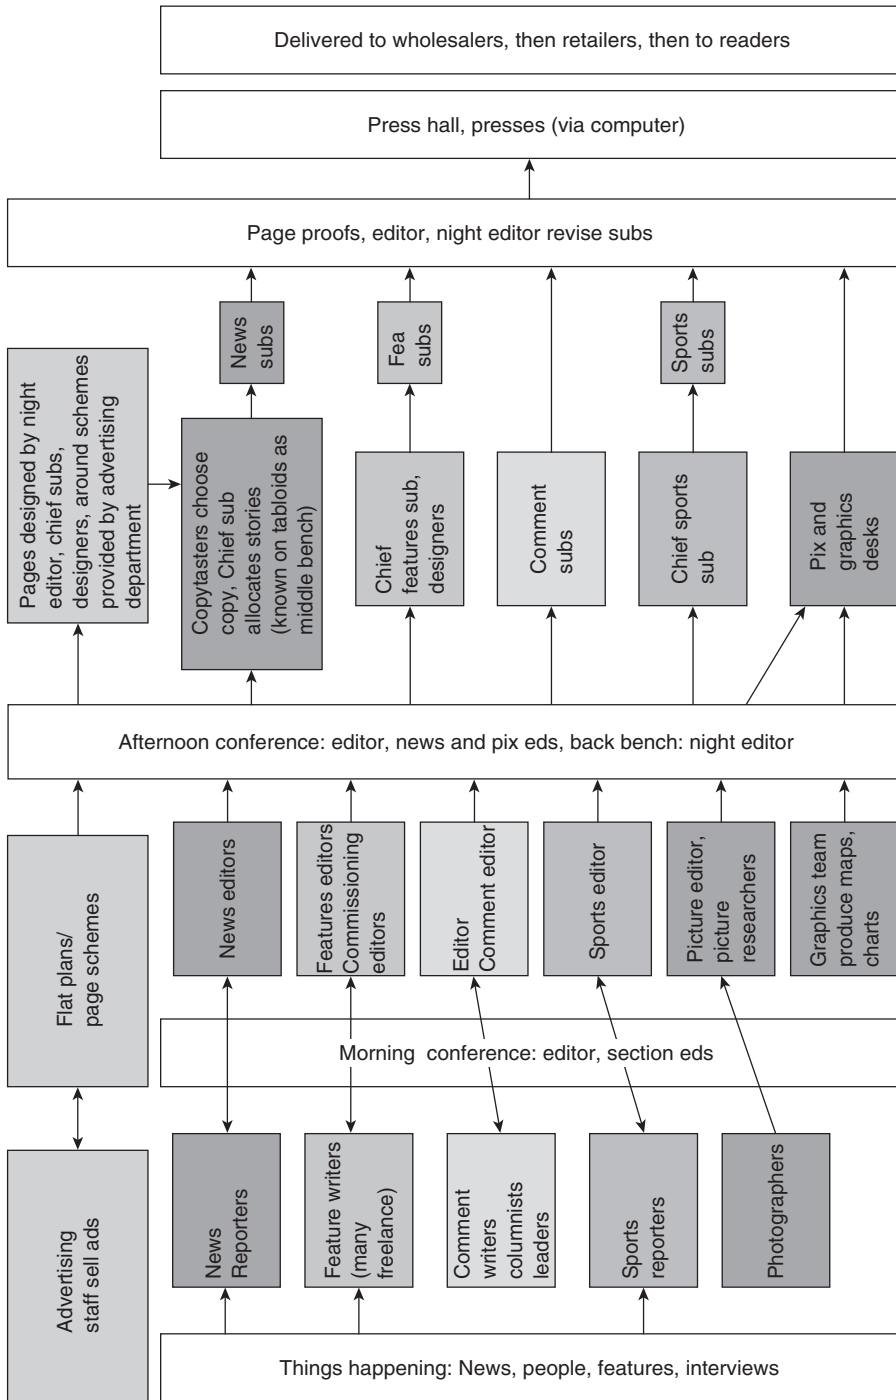 Delivered to wholesalers, then retailers, then to readers
Press hall, presses (via computer)
Page proofs, editor, night editor revise subs
News
subs
Fea
subs
Sports
subs
Pages designed by night
editor, chief subs,
designers, around schemes
provided by advertising
department
Copytasters choose
copy, Chief sub
allocates stories
(known on tabloids as
middle bench)
Chief
features sub,
designers
Comment
subs
Chief sports
sub
Pix and
graphics
desks
Afternoon conference: editor, news and pix eds, back bench: night editor
Flat plans/
page schemes
News editors
Features editors
Commissioning
editors
Editor
Comment editor
Sports editor
Picture editor,
picture
researchers
Graphics team
produce maps,
charts
Morning conference: editor, section eds
Advertising
staff sell ads
News
Reporters
Feature writers
(many
freelance)
Comment
writers
columnists
leaders
Sports
reporters
Photographers
Things happening: News, people, features, interviews